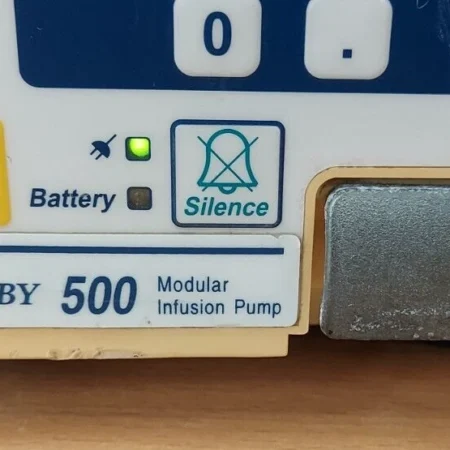 0 .
Battery
Silence
BY 500 Modular
Infusion Pump